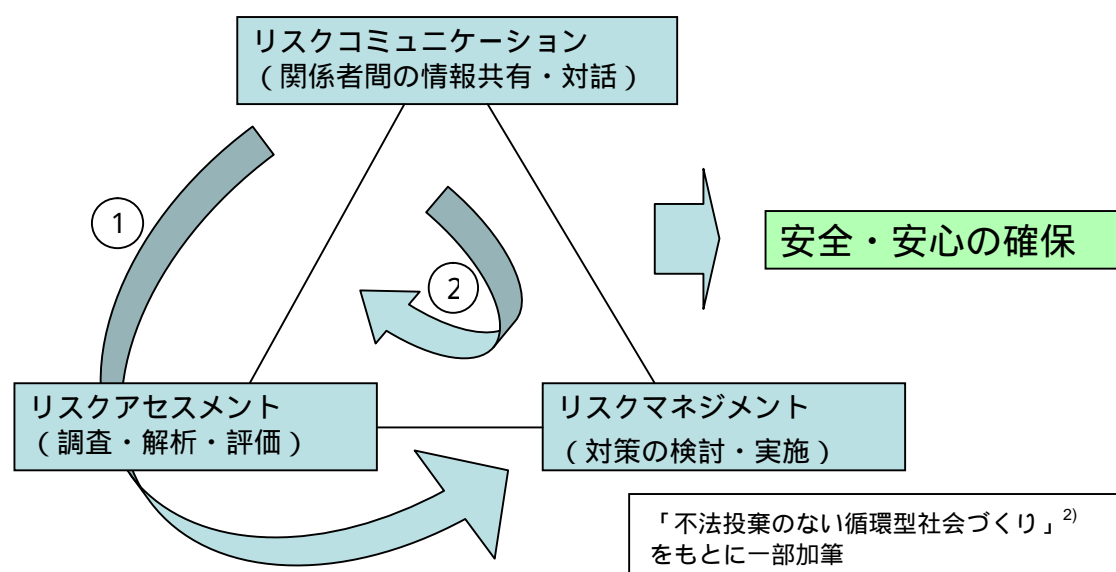 リスクコミュニケーション
（関係者間の情報共有・対話）
1
2
安全・安心の確保
リスクアセスメント
（調査・解析・評価）
リスクマネジメント
（対策の検討・実施）
「不法投棄のない循環型社会づくり」2)
をもとに一部加筆